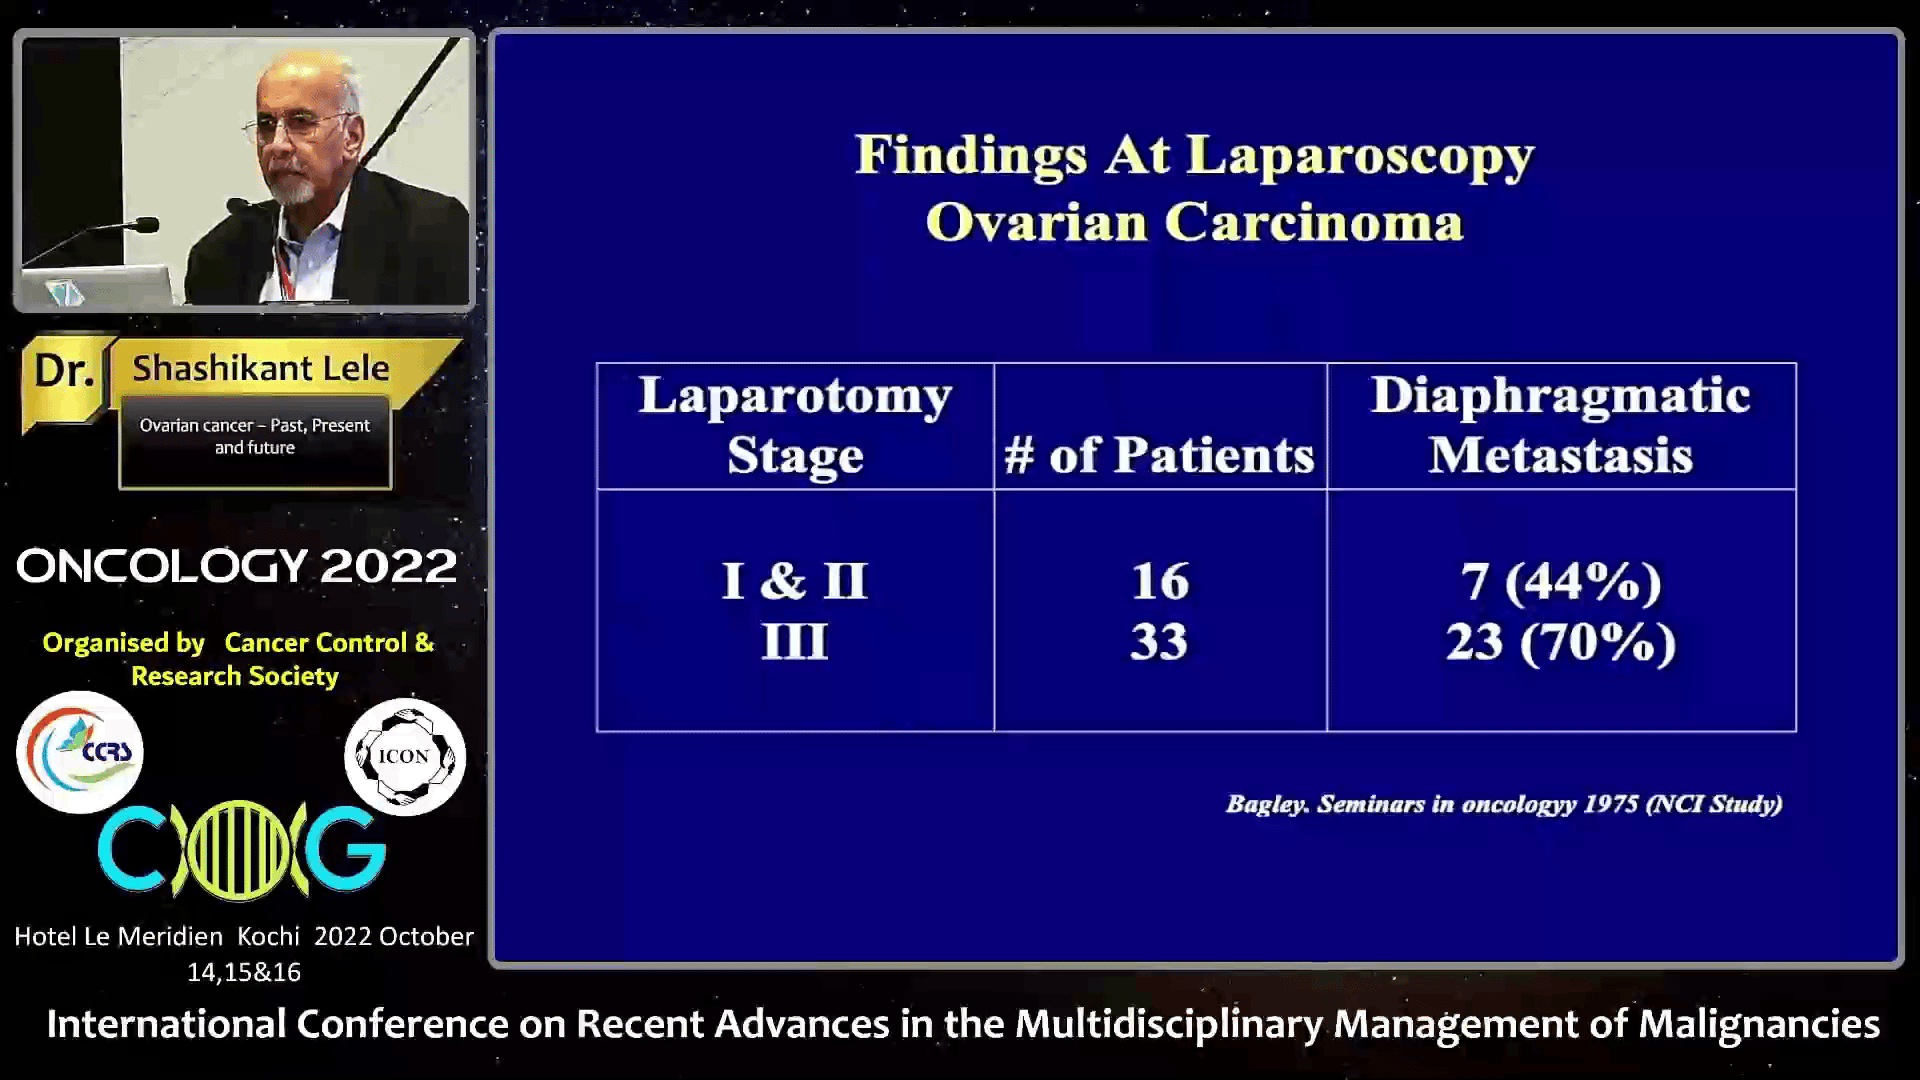 Dr.
Shashikant Lele
Ovarian cancer – Past, Present
and future
ONCOLOGY 2022
Organised by Cancer Control &
Research Society
CCRS
ICON
COG
Hotel Le Meridien Kochi 2022 October
14,15&16
Findings At Laparoscopy
Ovarian Carcinoma
Laparotomy
Stage
# of Patients
Diaphragmatic
Metastasis
I & II 16 7 (44%)
III 33 23 (70%)
Bagley. Seminars in oncologyy 1975 (NCI Study)
International Conference on Recent Advances in the Multidisciplinary Management of Malignancies